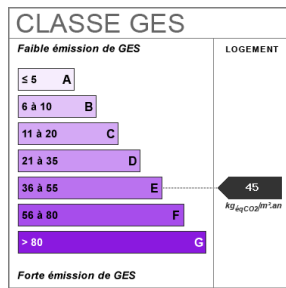 CLASSE GES
Faible émission de GES
LOGEMENT
≤ 5 A
6 à 10 B
11 à 20 C
21 à 35 D
36 à 55 E
45
kgéqCO2/m².an
56 à 80 F
> 80 G
Forte émission de GES